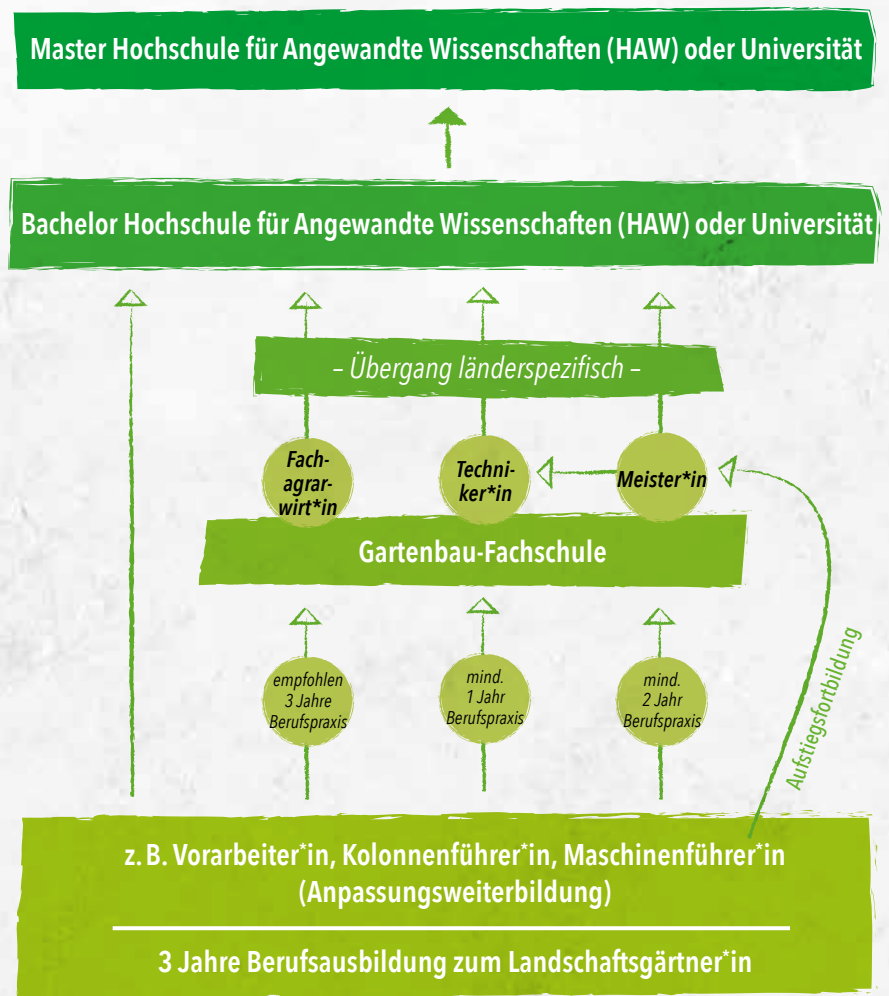 Master Hochschule für Angewandte Wissenschaften (HAW) oder Universität
Bachelor Hochschule für Angewandte Wissenschaften (HAW) oder Universität
– Übergang länderspezifisch –
Fach-
agrar-
wirt*in
Techni-
ker*in
Meister*in
Gartenbau-Fachschule
empfohlen
3 Jahre
Berufspraxis
mind.
1 Jahr
Berufspraxis
mind.
2 Jahr
Berufspraxis
Aufstiegsfortbildung
z. B. Vorarbeiter*in, Kolonnenführer*in, Maschinenführer*in
(Anpassungsweiterbildung)
3 Jahre Berufsausbildung zum Landschaftsgärtner*in